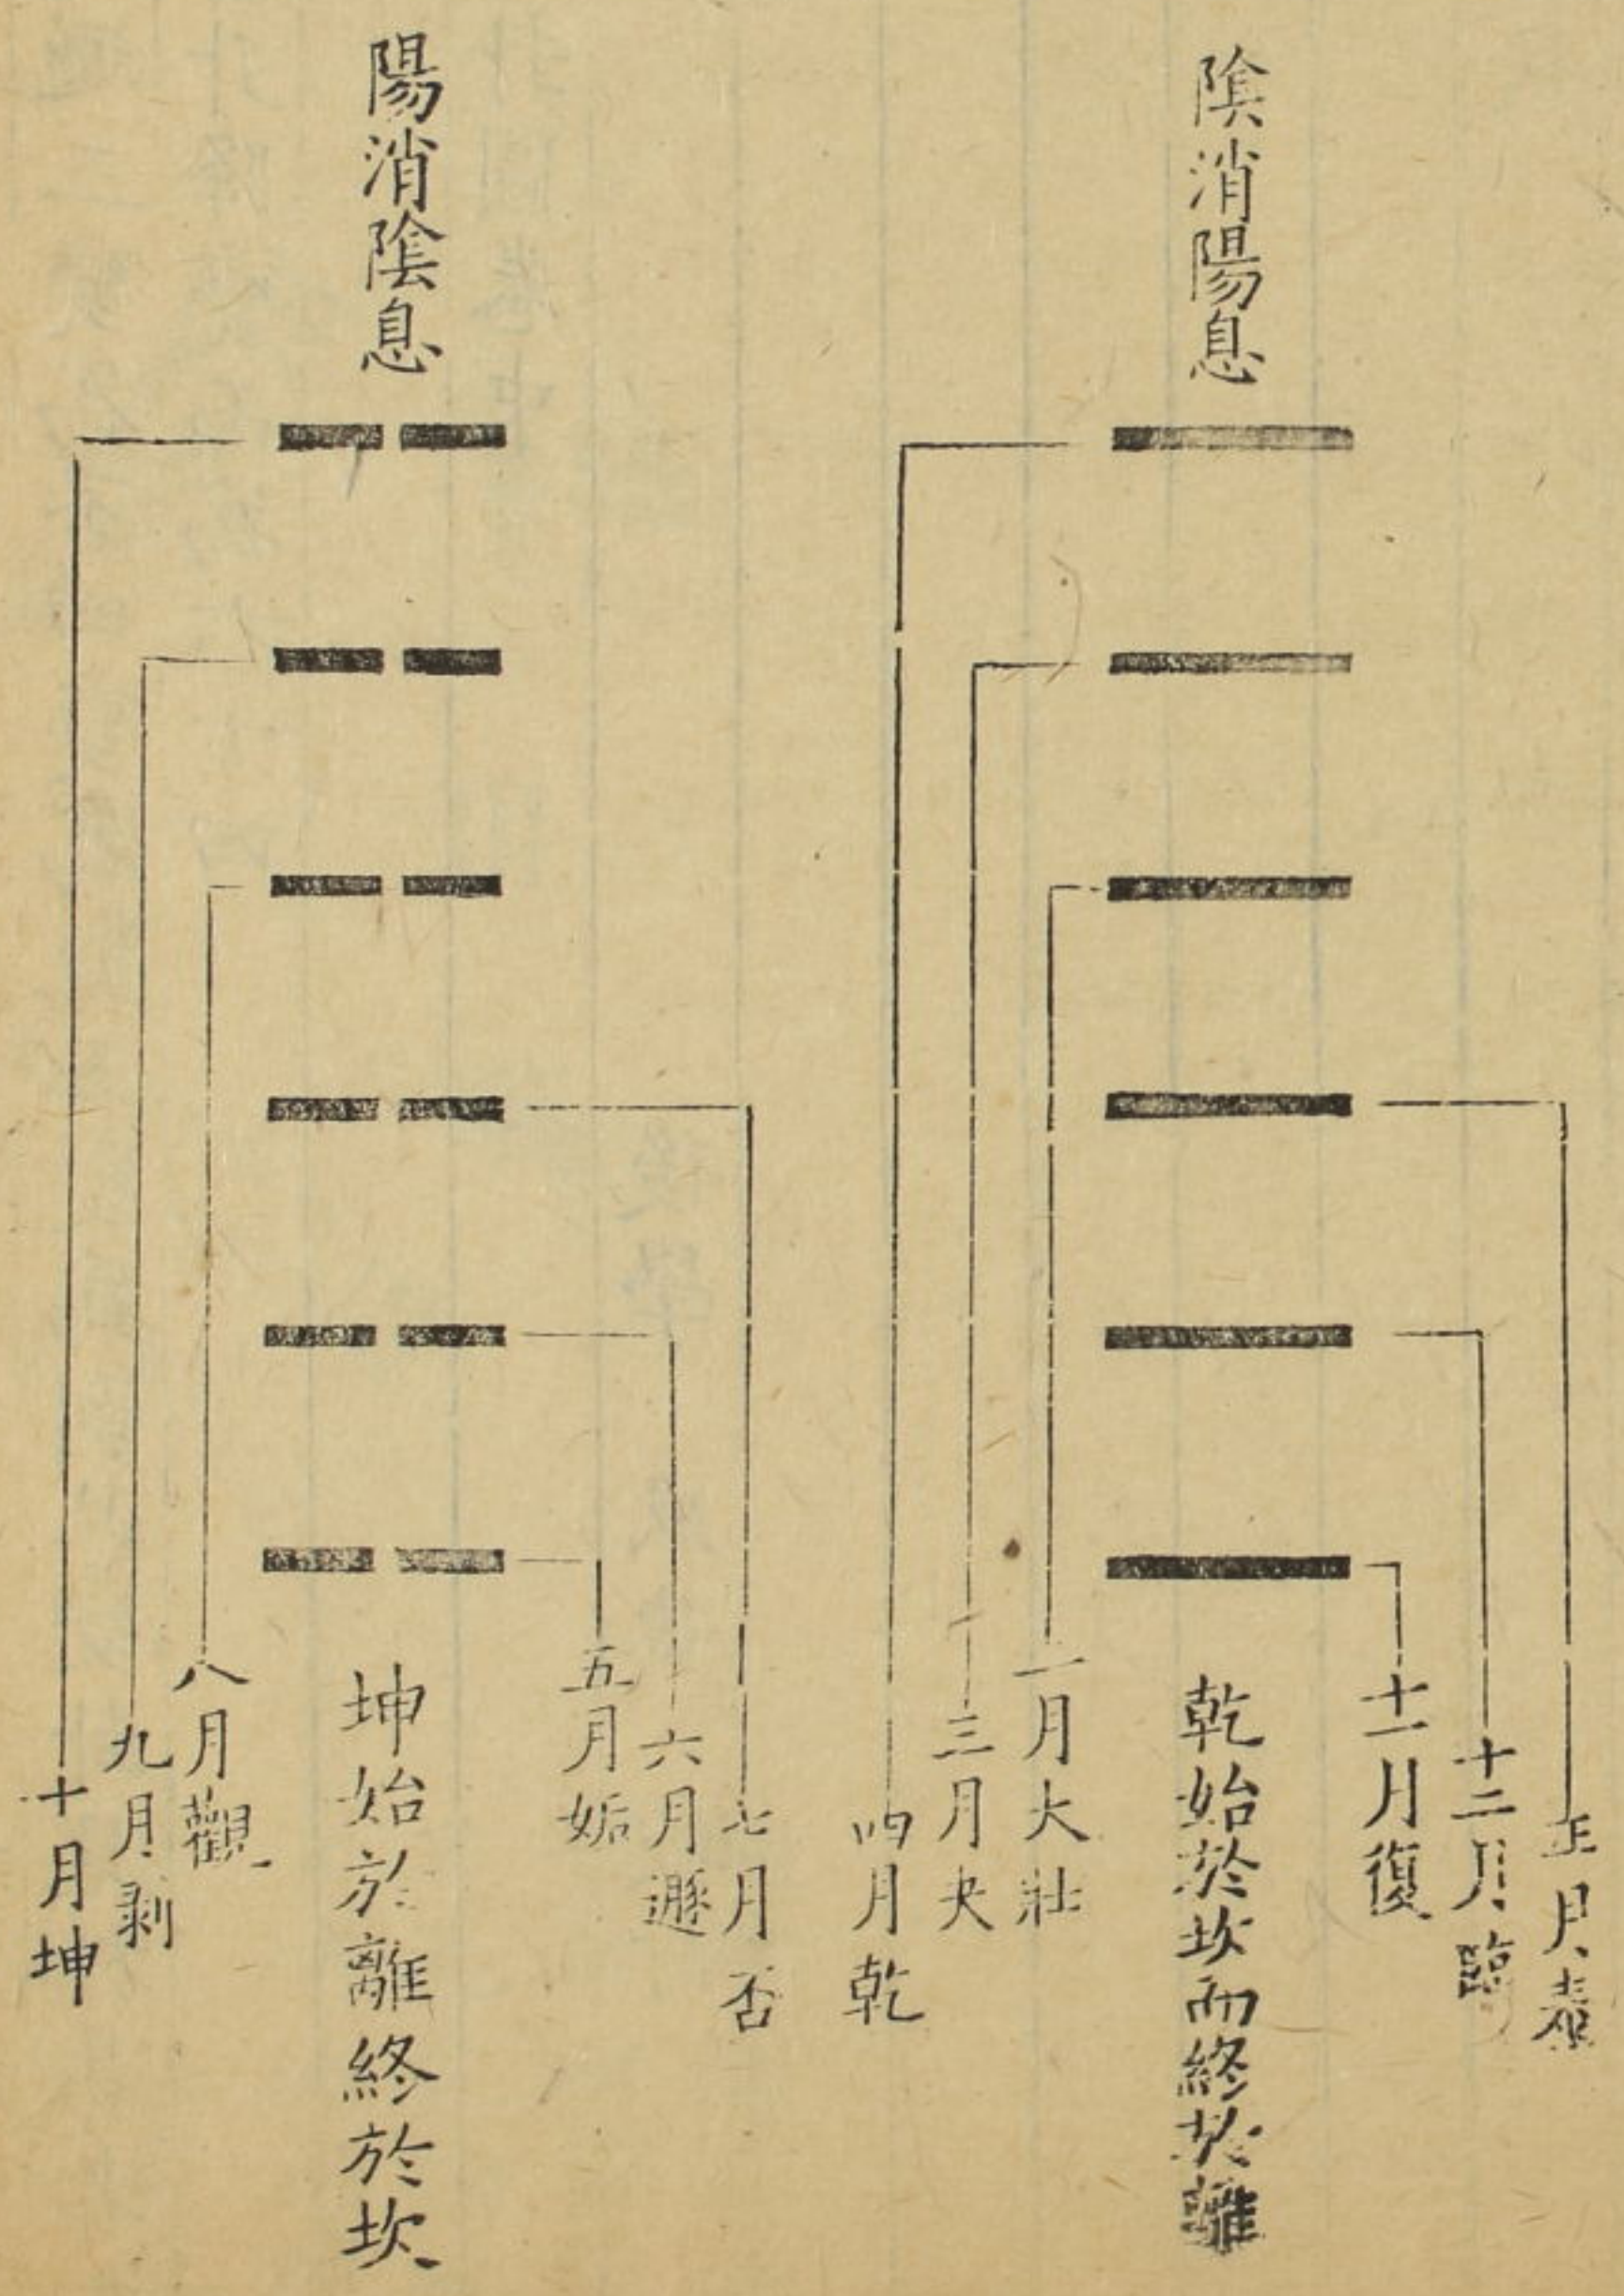 陰消陽息
正月泰
十二月臨
十一月復
乾始於坎而終於離
一月大壯
三月夬
四月乾
陽消陰息
七月否
六月遯
五月姤
坤始於離終於坎
八月觀
九月剥
十月坤